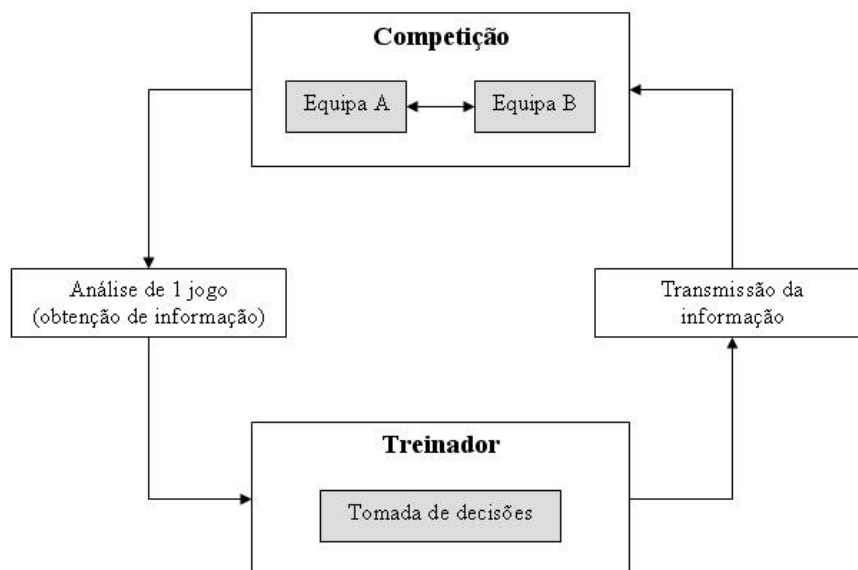 Competição
Equipa A
Equipa B
Análise de 1 jogo
(obtenção de informação)
Transmissão da
informação
Treinador
Tomada de decisões